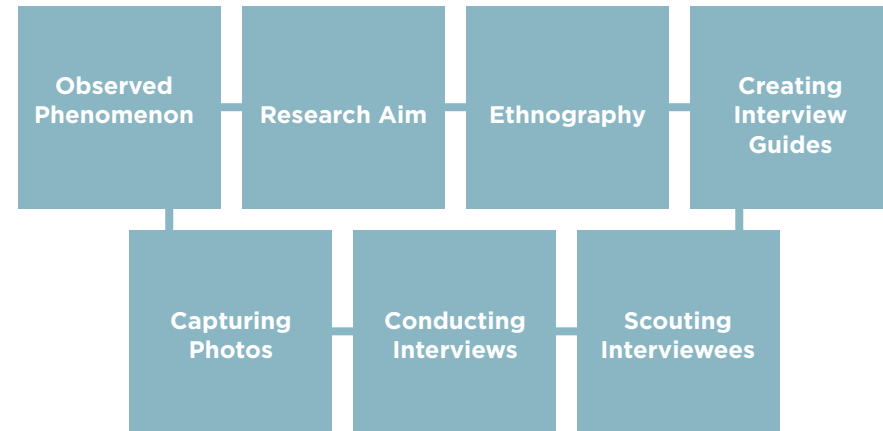 Observed
Phenomenon
Research Aim
Ethnography
Creating
Interview
Guides
Capturing
Photos
Conducting
Interviews
Scouting
Interviewees